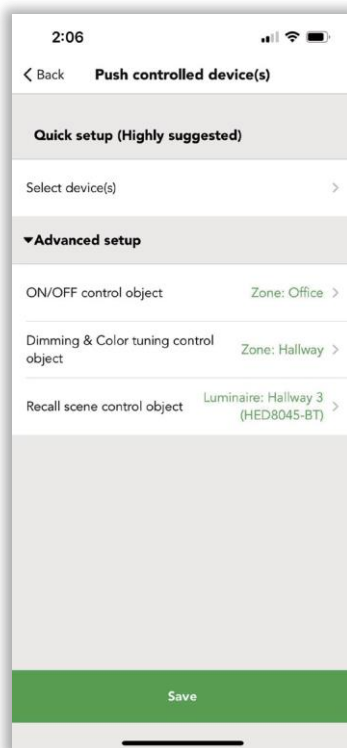 2:06
Back Push controlled device(s)
Quick setup (Highly suggested)
Select device(s)
▼Advanced setup
ON/OFF control object Zone: Office
Dimming & Color tuning control
object
Zone: Hallway
Recall scene control object
Luminaire: Hallway 3
(HED8045-BT)
Save